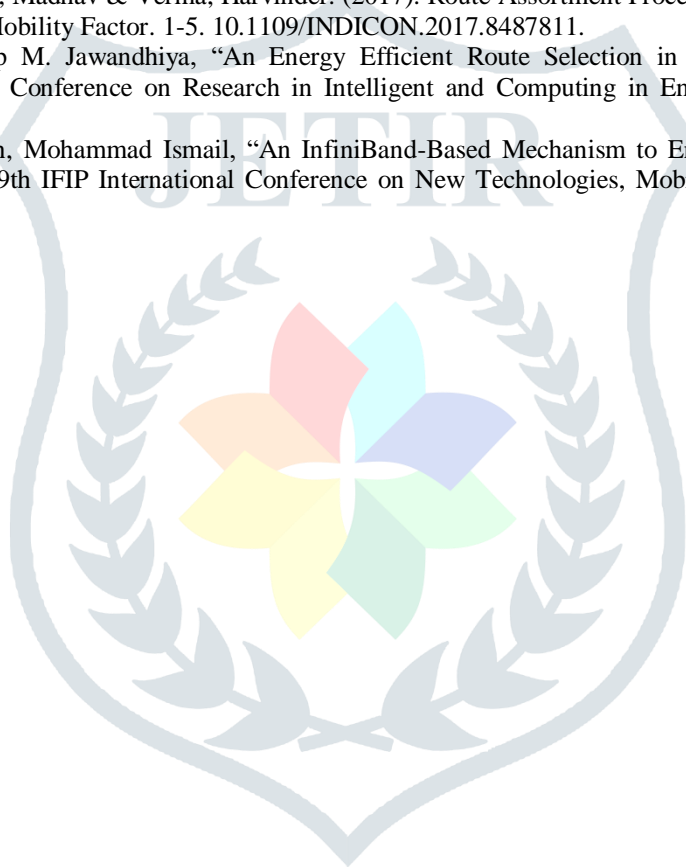 , Madhav & Verma, Harvinder. (2017). Route Assortment Proced
Mobility Factor. 1-5. 10.1109/INDICON.2017.8487811.
p M. Jawandhiya, “An Energy Efficient Route Selection in
Conference on Research in Intelligent and Computing in En
n, Mohammad Ismail, “An InfiniBand-Based Mechanism to En
9th IFIP International Conference on New Technologies, Mob
JETIR